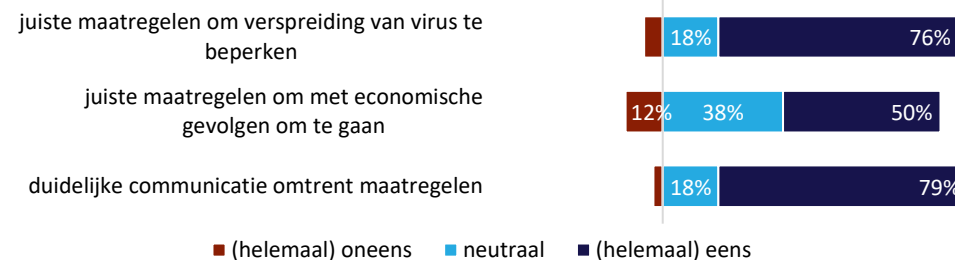 juiste maatregelen om verspreiding van virus te
beperken
18%
76%
juiste maatregelen om met economische
gevolgen om te gaan
12%
38%
50%
duidelijke communicatie omtrent maatregelen
18%
79%
(helemaal) oneens
neutraal
(helemaal) eens